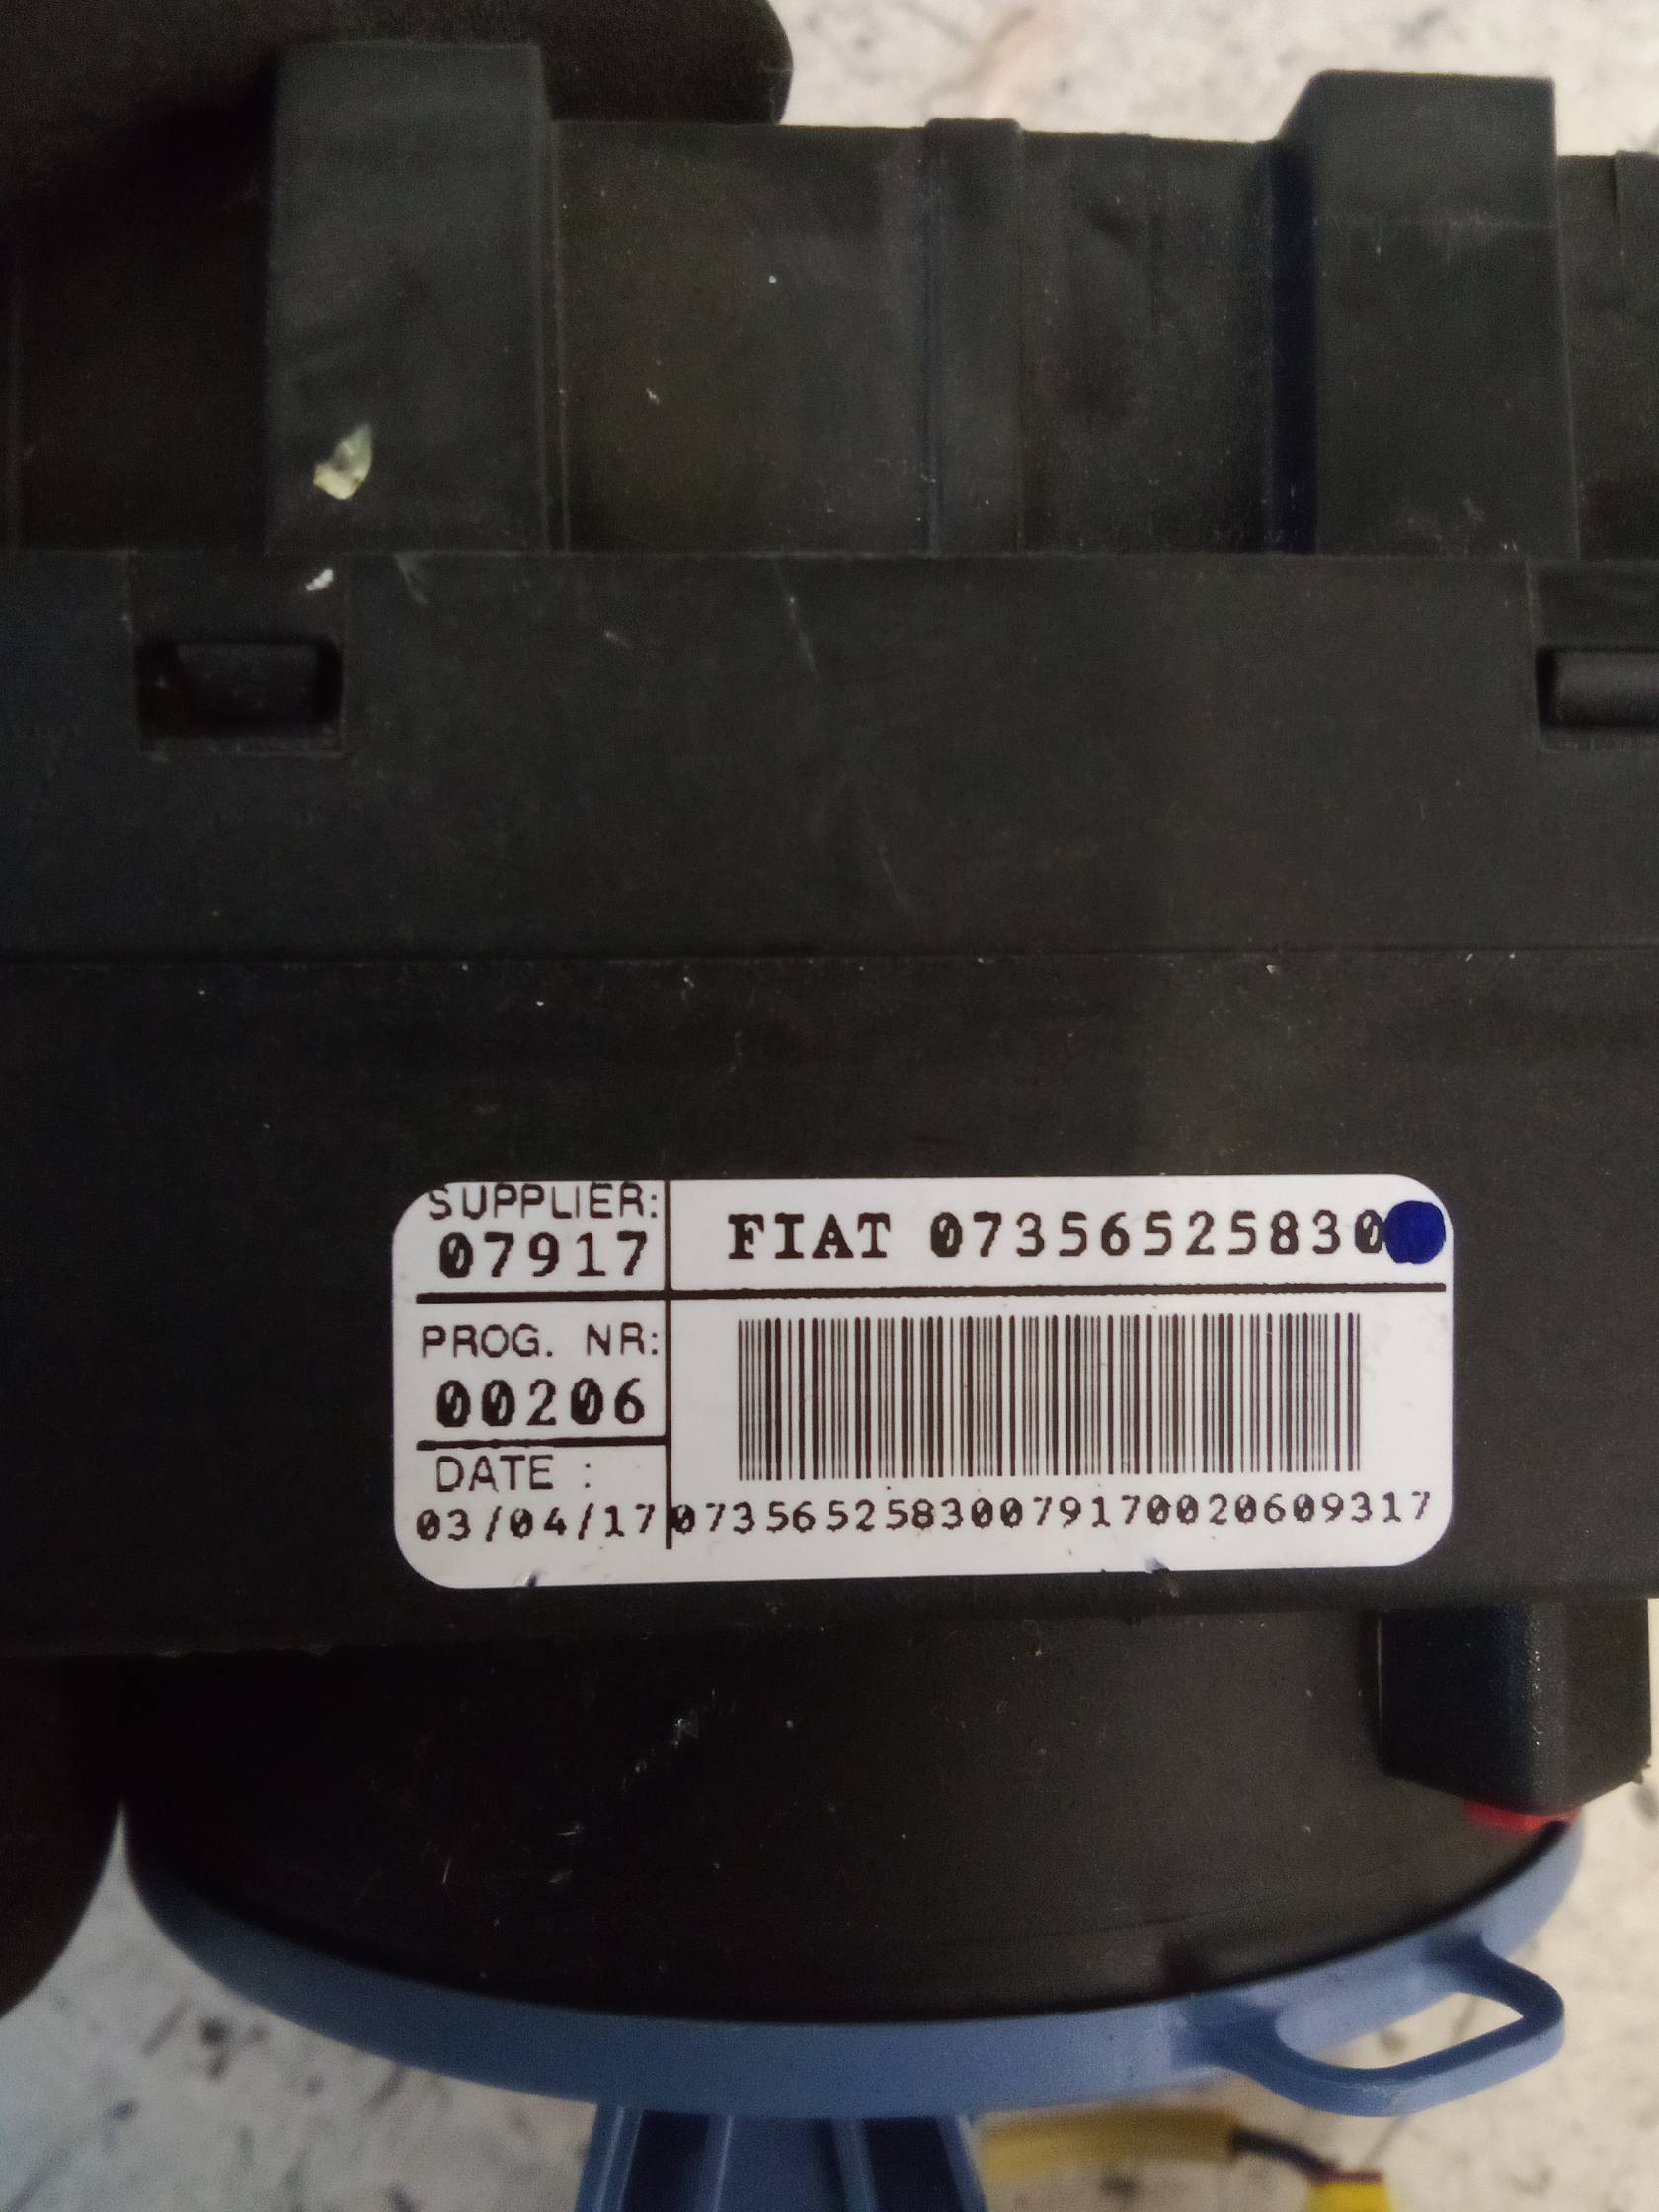 SUPPLIER:
07917
FIAT 07356525830
PROG. NR:
00206
DATE :
03/04/17
07356525830079170020609317